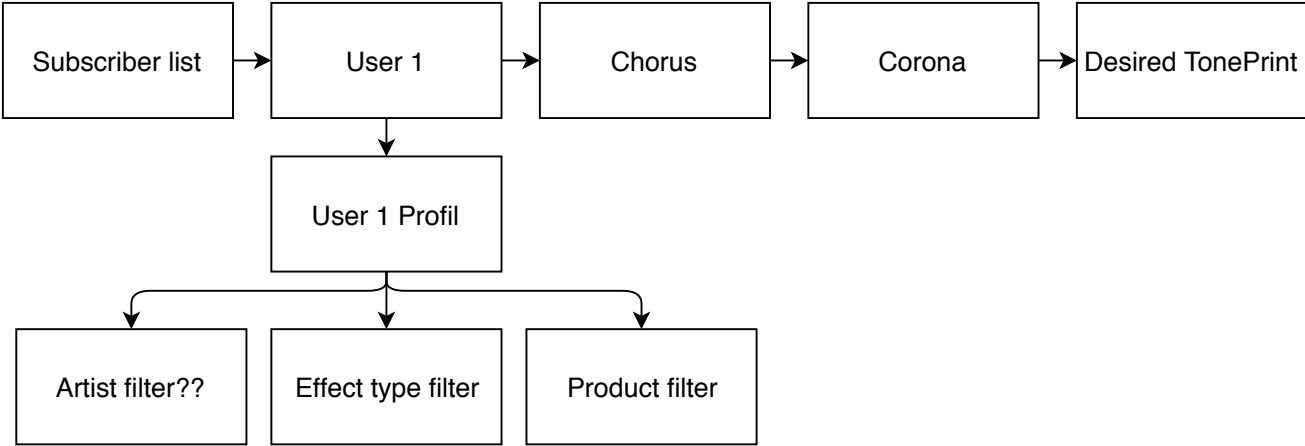 Subscriber list
User 1
Chorus
Corona
Desired TonePrint
User 1 Profil
Artist filter??
Effect type filter
Product filter